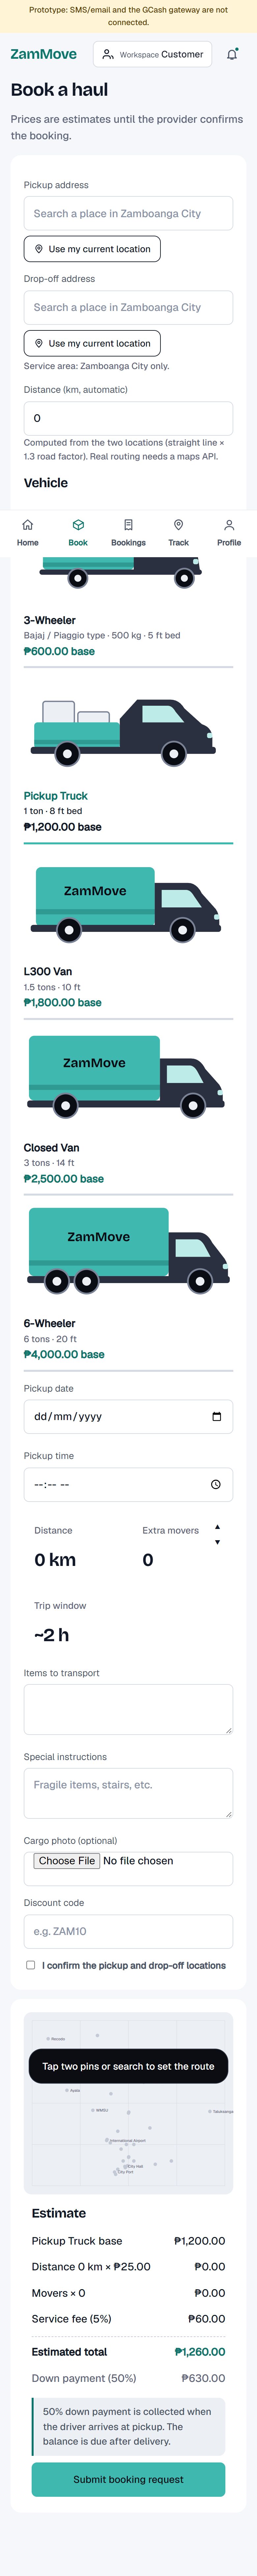 Prototype: SMS/email and the GCash gateway are not
connected.
ZamMove
Workspace Customer
Book a haul
Prices are estimates until the provider confirms
the booking.
Pickup address
Search a place in Zamboanga City
Use my current location
Drop-off address
Search a place in Zamboanga City
Use my current location
Service area: Zamboanga City only.
Distance (km, automatic)
0
Computed from the two locations (straight line ×
1.3 road factor). Real routing needs a maps API.
Vehicle
Home
Book
Bookings
Track
Profile
3-Wheeler
Bajaj / Piaggio type · 500 kg · 5 ft bed
₱600.00 base
Pickup Truck
1 ton · 8 ft bed
₱1,200.00 base
ZamMove
L300 Van
1.5 tons · 10 ft
₱1,800.00 base
ZamMove
Closed Van
3 tons · 14 ft
₱2,500.00 base
ZamMove
6-Wheeler
6 tons · 20 ft
₱4,000.00 base
Pickup date
dd/mm/yyyy
Pickup time
--:-- --
Distance
0 km
Extra movers
0
Trip window
~2 h
Items to transport
Special instructions
Fragile items, stairs, etc.
Cargo photo (optional)
Choose File No file chosen
Discount code
e.g. ZAM10
I confirm the pickup and drop-off locations
Tap two pins or search to set the route
Ayala
WMSU
International Airport
City Hall
City Port
Estimate
Pickup Truck base ₱1,200.00
Distance 0 km × ₱25.00 ₱0.00
Movers × 0 ₱0.00
Service fee (5%) ₱60.00
Estimated total ₱1,260.00
Down payment (50%) ₱630.00
50% down payment is collected when
the driver arrives at pickup. The
balance is due after delivery.
Submit booking request